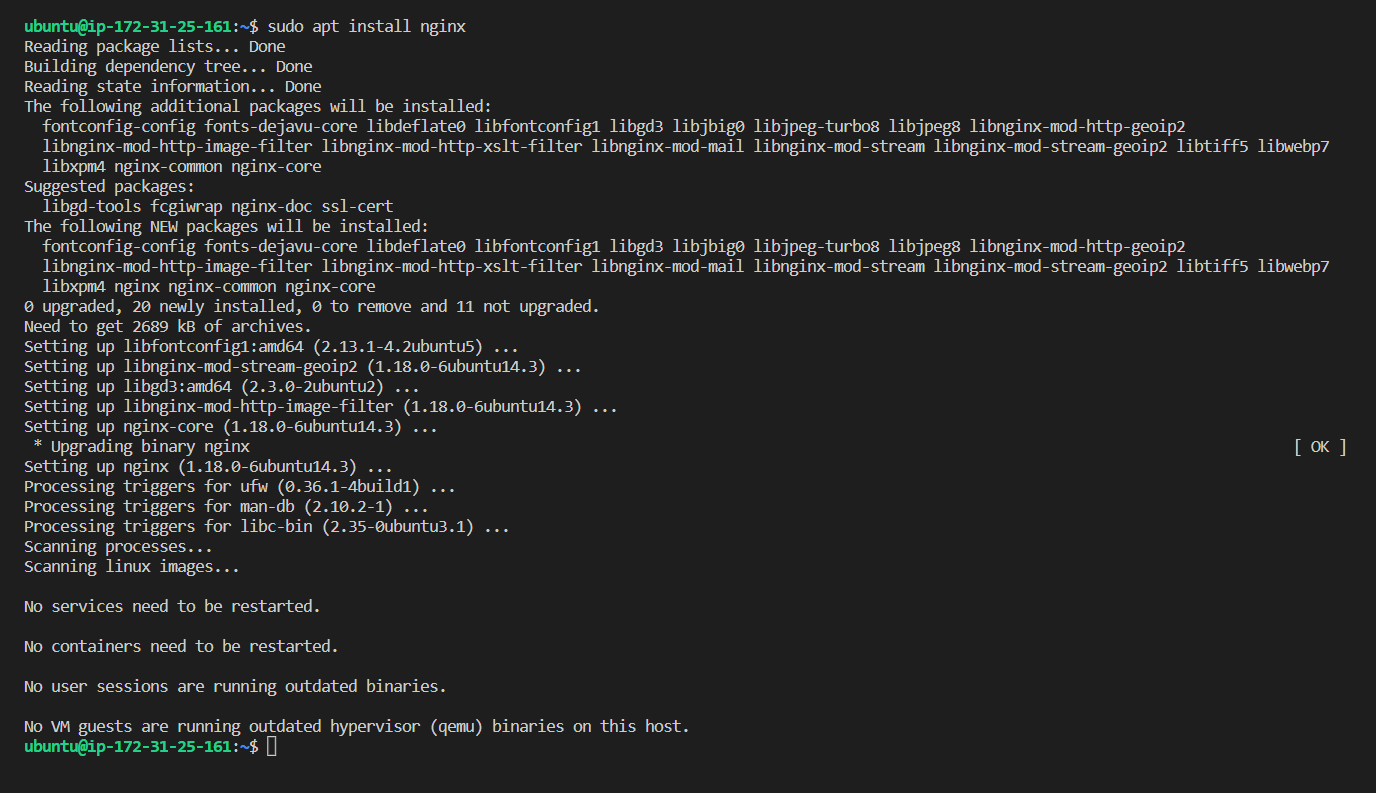 ubuntu@ip-172-31-25-161:~$ sudo apt install nginx
Reading package lists... Done
Building dependency tree... Done
Reading state information... Done
The following additional packages will be installed:
  fontconfig-config fonts-dejavu-core libdeflate0 libfontconfig1 libgd3 libjbig0 libjpeg-turbo8 libjpeg8 libnginx-mod-http-geoip2
  libnginx-mod-http-image-filter libnginx-mod-http-xslt-filter libnginx-mod-mail libnginx-mod-stream libnginx-mod-stream-geoip2 libtiff5 libwebp7
  libxpm4 nginx-common nginx-core
Suggested packages:
  libgd-tools fcgiwrap nginx-doc ssl-cert
The following NEW packages will be installed:
  fontconfig-config fonts-dejavu-core libdeflate0 libfontconfig1 libgd3 libjbig0 libjpeg-turbo8 libjpeg8 libnginx-mod-http-geoip2
  libnginx-mod-http-image-filter libnginx-mod-http-xslt-filter libnginx-mod-mail libnginx-mod-stream libnginx-mod-stream-geoip2 libtiff5 libwebp7
  libxpm4 nginx nginx-common nginx-core
0 upgraded, 20 newly installed, 0 to remove and 11 not upgraded.
Need to get 2689 kB of archives.
Setting up libfontconfig1:amd64 (2.13.1-4.2ubuntu5) ...
Setting up libnginx-mod-stream-geoip2 (1.18.0-6ubuntu14.3) ...
Setting up libgd3:amd64 (2.3.0-2ubuntu2) ...
Setting up libnginx-mod-http-image-filter (1.18.0-6ubuntu14.3) ...
Setting up nginx-core (1.18.0-6ubuntu14.3) ...
 * Upgrading binary nginx [ OK ]
Setting up nginx (1.18.0-6ubuntu14.3) ...
Processing triggers for ufw (0.36.1-4build1) ...
Processing triggers for man-db (2.10.2-1) ...
Processing triggers for libc-bin (2.35-0ubuntu3.1) ...
Scanning processes...
Scanning linux images...
No services need to be restarted.
No containers need to be restarted.
No user sessions are running outdated binaries.
No VM guests are running outdated hypervisor (qemu) binaries on this host.
ubuntu@ip-172-31-25-161:~$